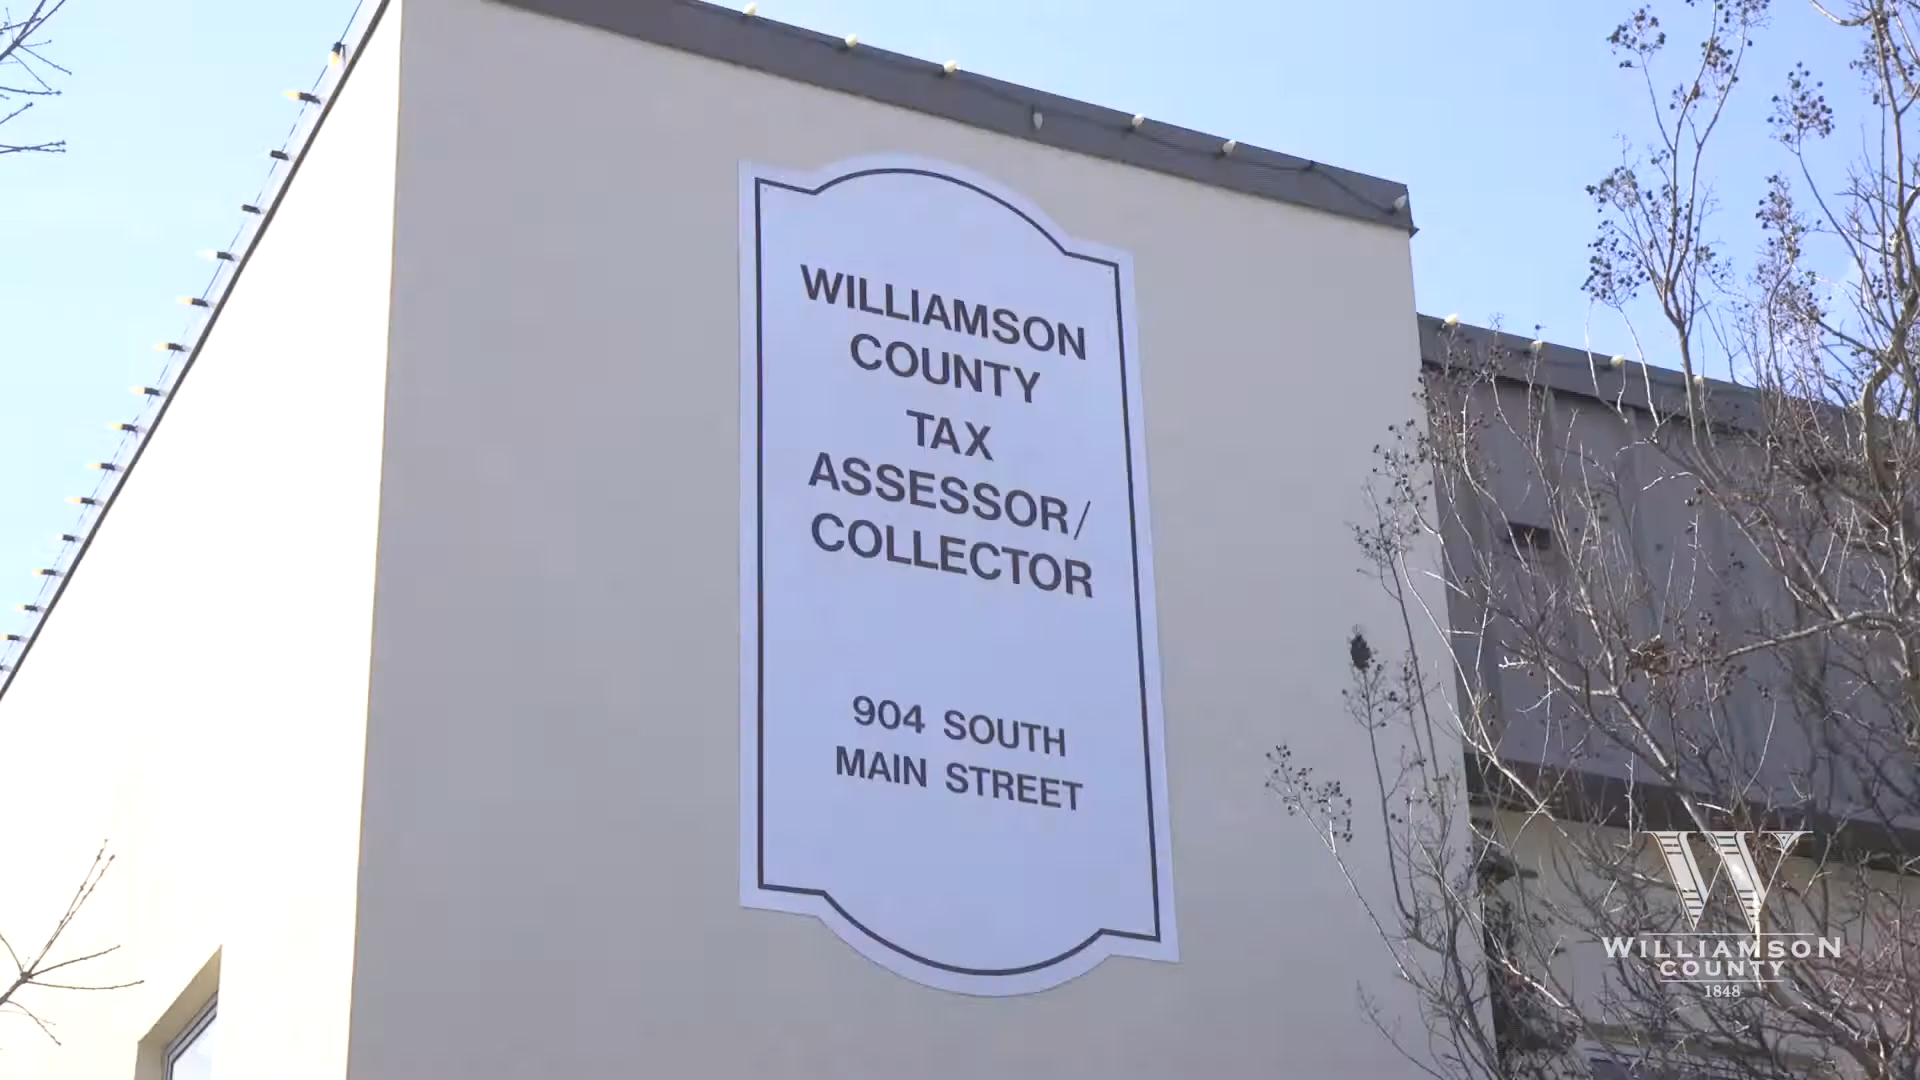 WILLIAMSON
COUNTY
TAX
ASSESSOR/
COLLECTOR
904 SOUTH
MAIN STREET
W
WILLIAMSON
COUNTY
1848